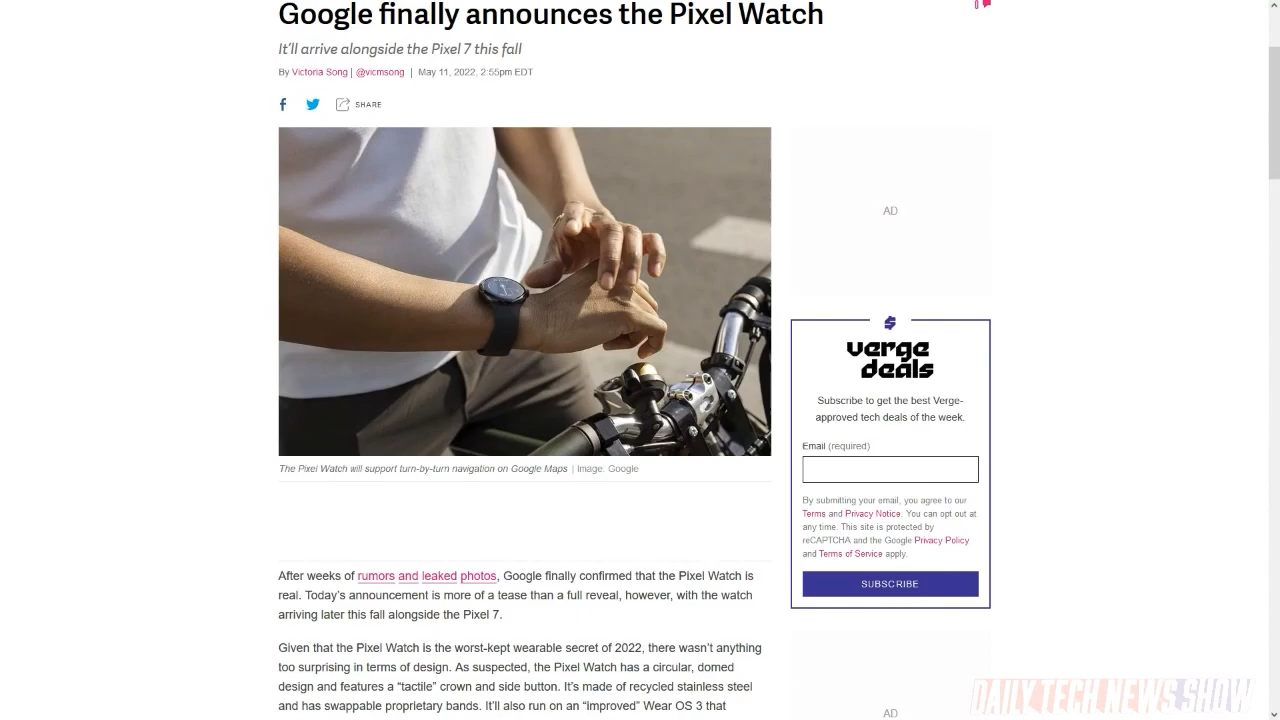 Google finally announces the Pixel Watch
It'll arrive alongside the Pixel 7 this fall
By Victoria Song | @vicmsong | May 11, 2022, 2:55pm EDT
SHARE
AD
The Pixel Watch will support turn-by-turn navigation on Google Maps | Image: Google
verge
deals
Subscribe to get the best Verge-
approved tech deals of the week.
Email (required)
By submitting your email, you agree to our
Terms and Privacy Notice. You can opt out at
any time. This site is protected by
reCAPTCHA and the Google Privacy Policy
and Terms of Service apply.
SUBSCRIBE
After weeks of rumors and leaked photos, Google finally confirmed that the Pixel Watch is
real. Today's announcement is more of a tease than a full reveal, however, with the watch
arriving later this fall alongside the Pixel 7.
Given that the Pixel Watch is the worst-kept wearable secret of 2022, there wasn't anything
too surprising in terms of design. As suspected, the Pixel Watch has a circular, domed
design and features a “tactile” crown and side button. It's made of recycled stainless steel
and has swappable proprietary bands. It'll also run on an “improved” Wear OS 3 that
AD
DAILY TECH NEWS SHOW